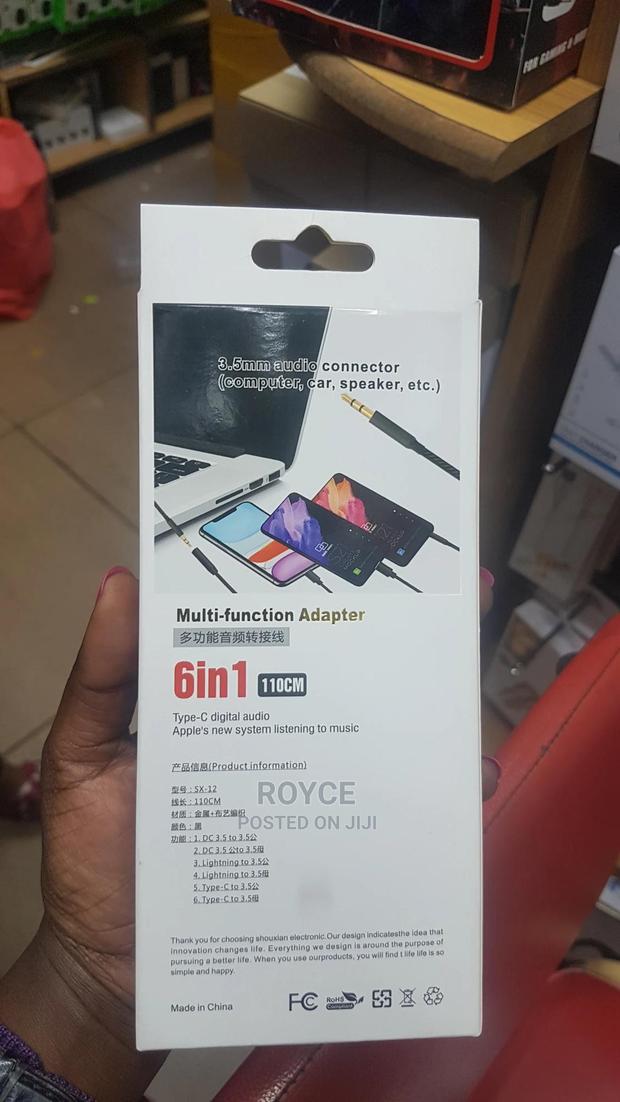 FOR GAMING & M
3.5mm audio connector
(computer, car, speaker, etc.)
Multi-function Adapter
多功能音频转接线
6in1 110CM
Type-C digital audio
Apple's new system listening to music
产品信息(Product information)
型号：SX-12
线长：110CM
材质：金属+布艺编织
颜色：黑
功能：1. DC 3.5 to 3.5公
2. DC 3.5 公to 3.5母
3. Lightning to 3.5公
4. Lightning to 3.5母
5. Type-C to 3.5公
6. Type-C to 3.5母
ROYCE
POSTED ON JIJI
Thank you for choosing shouxian electronic.Our design indicatesthe idea that
innovation changes life. Everything we design is around the purpose of
pursuing a better life. When you use ourproducts, you will find t life life is so
simple and happy.
Made in China
FC RoHS
Compliant
CHARGER